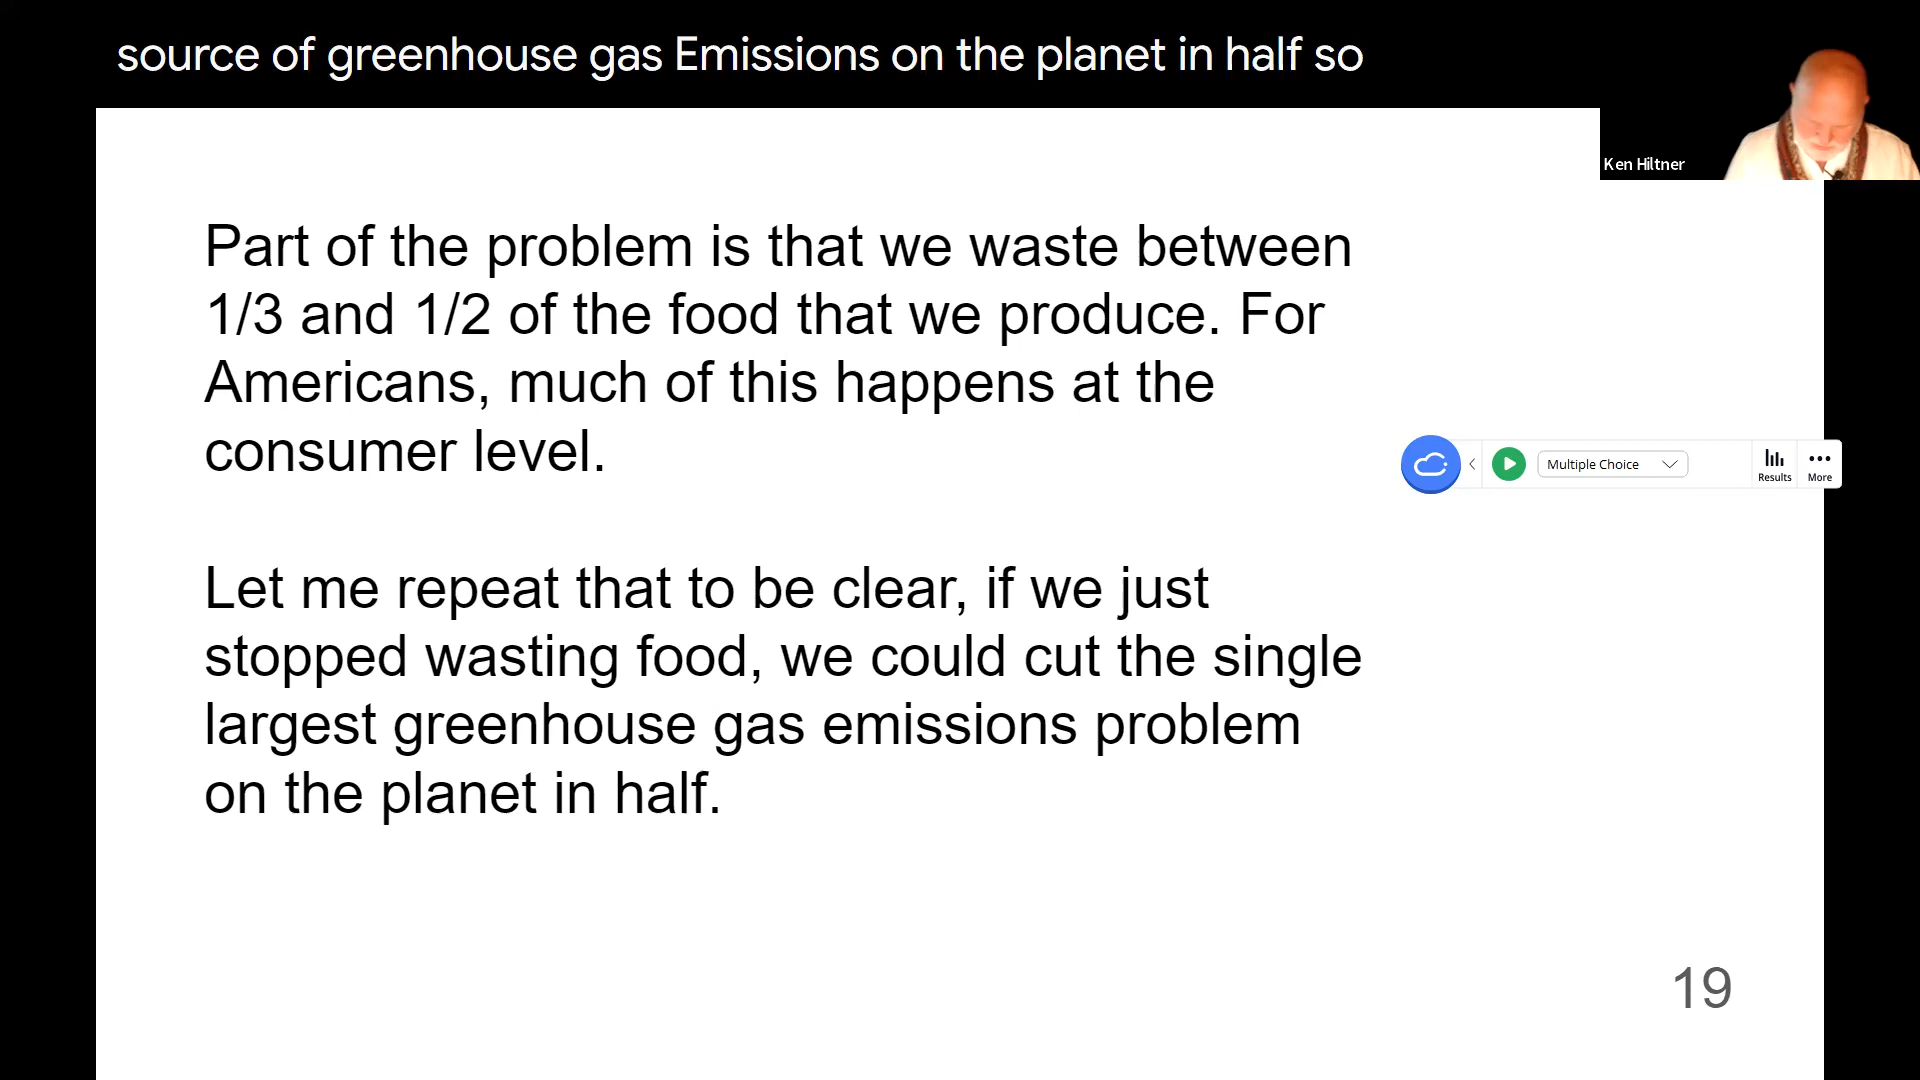 source of greenhouse gas Emissions on the planet in half so
Ken Hiltner
Part of the problem is that we waste between
1/3 and 1/2 of the food that we produce. For
Americans, much of this happens at the
consumer level.
Multiple Choice
Results
More
Let me repeat that to be clear, if we just
stopped wasting food, we could cut the single
largest greenhouse gas emissions problem
on the planet in half.
19